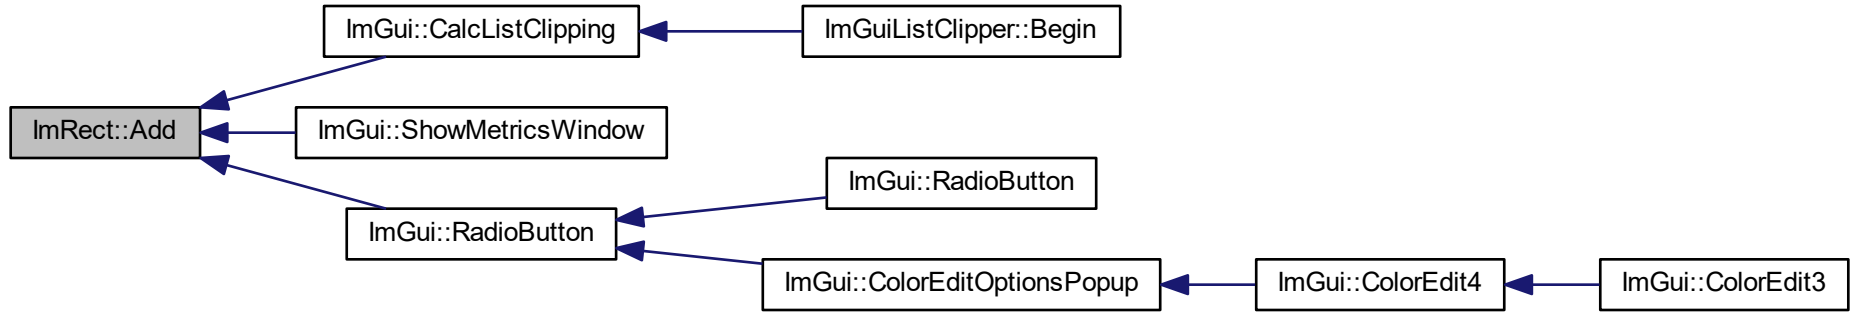 ImGui::CalcListClipping
ImGuiListClipper::Begin
ImRect::Add
ImGui::ShowMetricsWindow
ImGui::RadioButton
ImGui::RadioButton
ImGui::ColorEditOptionsPopup
ImGui::ColorEdit4
ImGui::ColorEdit3